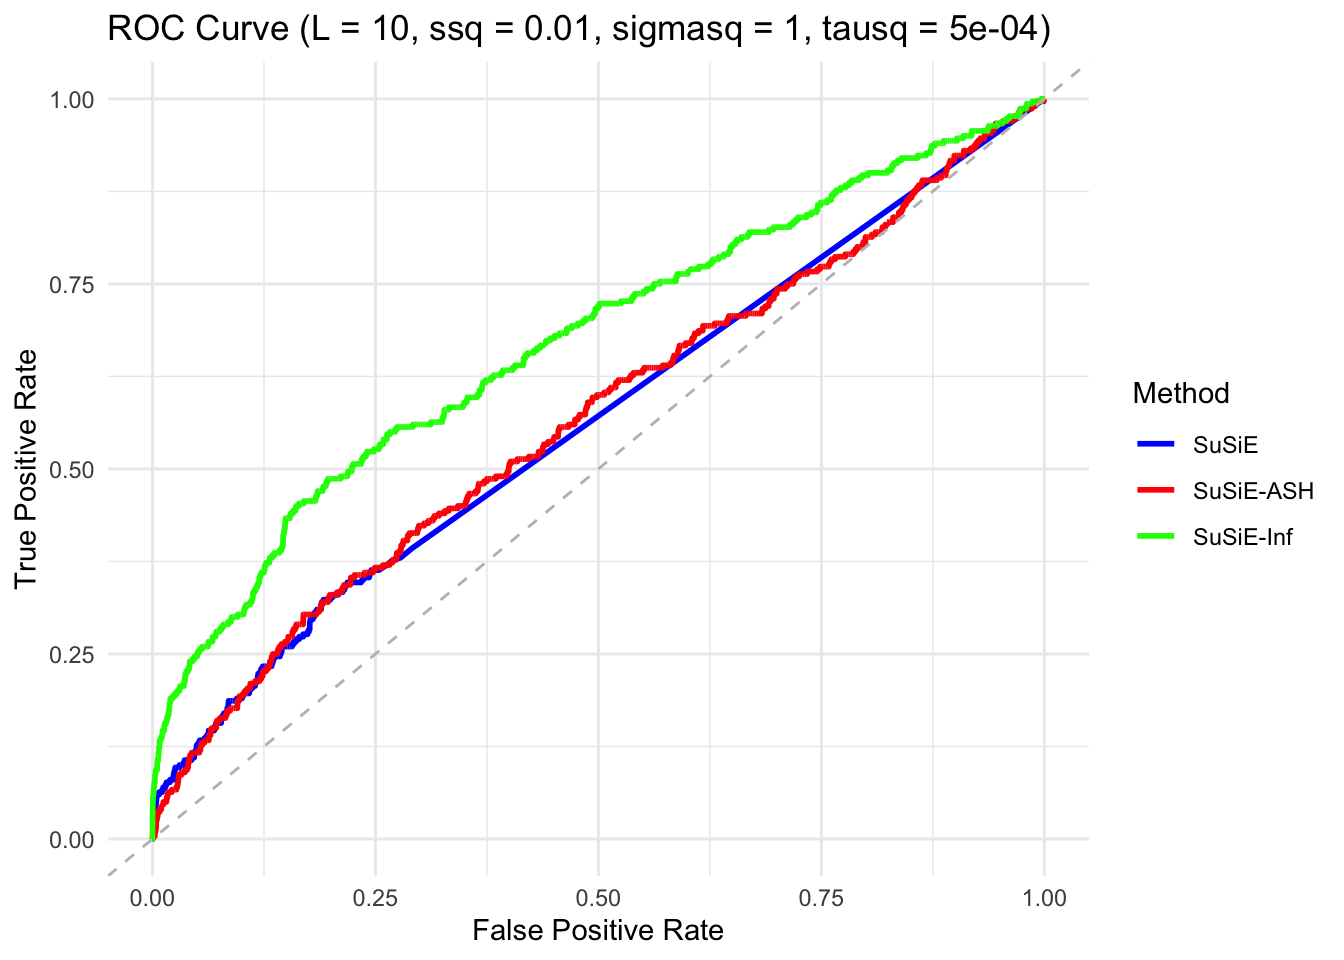 ROC Curve (L = 10, ssq = 0.01, sigmasq = 1, tausq = 5e-04)
True Positive Rate
1.00
0.75
0.50
0.25
0.00
0.00 0.25 0.50 0.75 1.00
False Positive Rate
Method
SuSiE
SuSiE-ASH
SuSiE-Inf